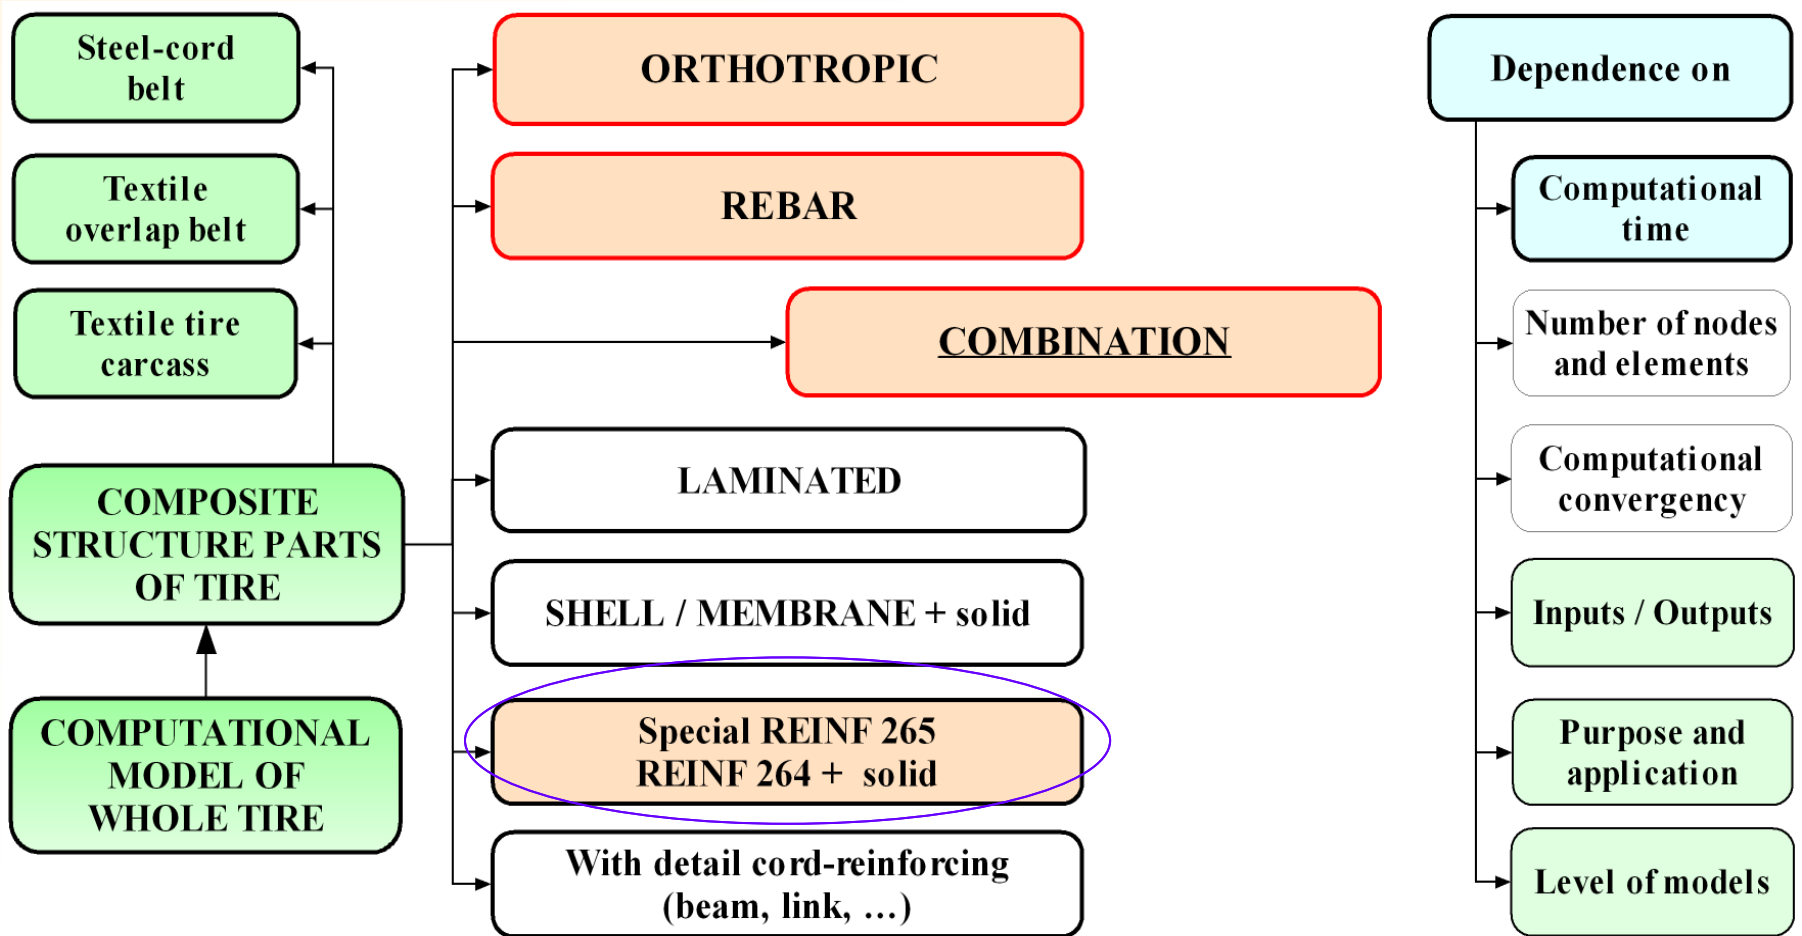 Steel-cord
belt
Textile
overlap belt
Textile tire
carcass
COMPOSITE
STRUCTURE PARTS
OF TIRE
COMPUTATIONAL
MODEL OF
WHOLE TIRE
ORTHOTROPIC
REBAR
COMBINATION
LAMINATED
SHELL / MEMBRANE + solid
Special REINF 265
REINF 264 + solid
With detail cord-reinforcing
(beam, link, …)
Dependence on
Computational
time
Number of nodes
and elements
Computational
convergency
Inputs / Outputs
Purpose and
application
Level of models